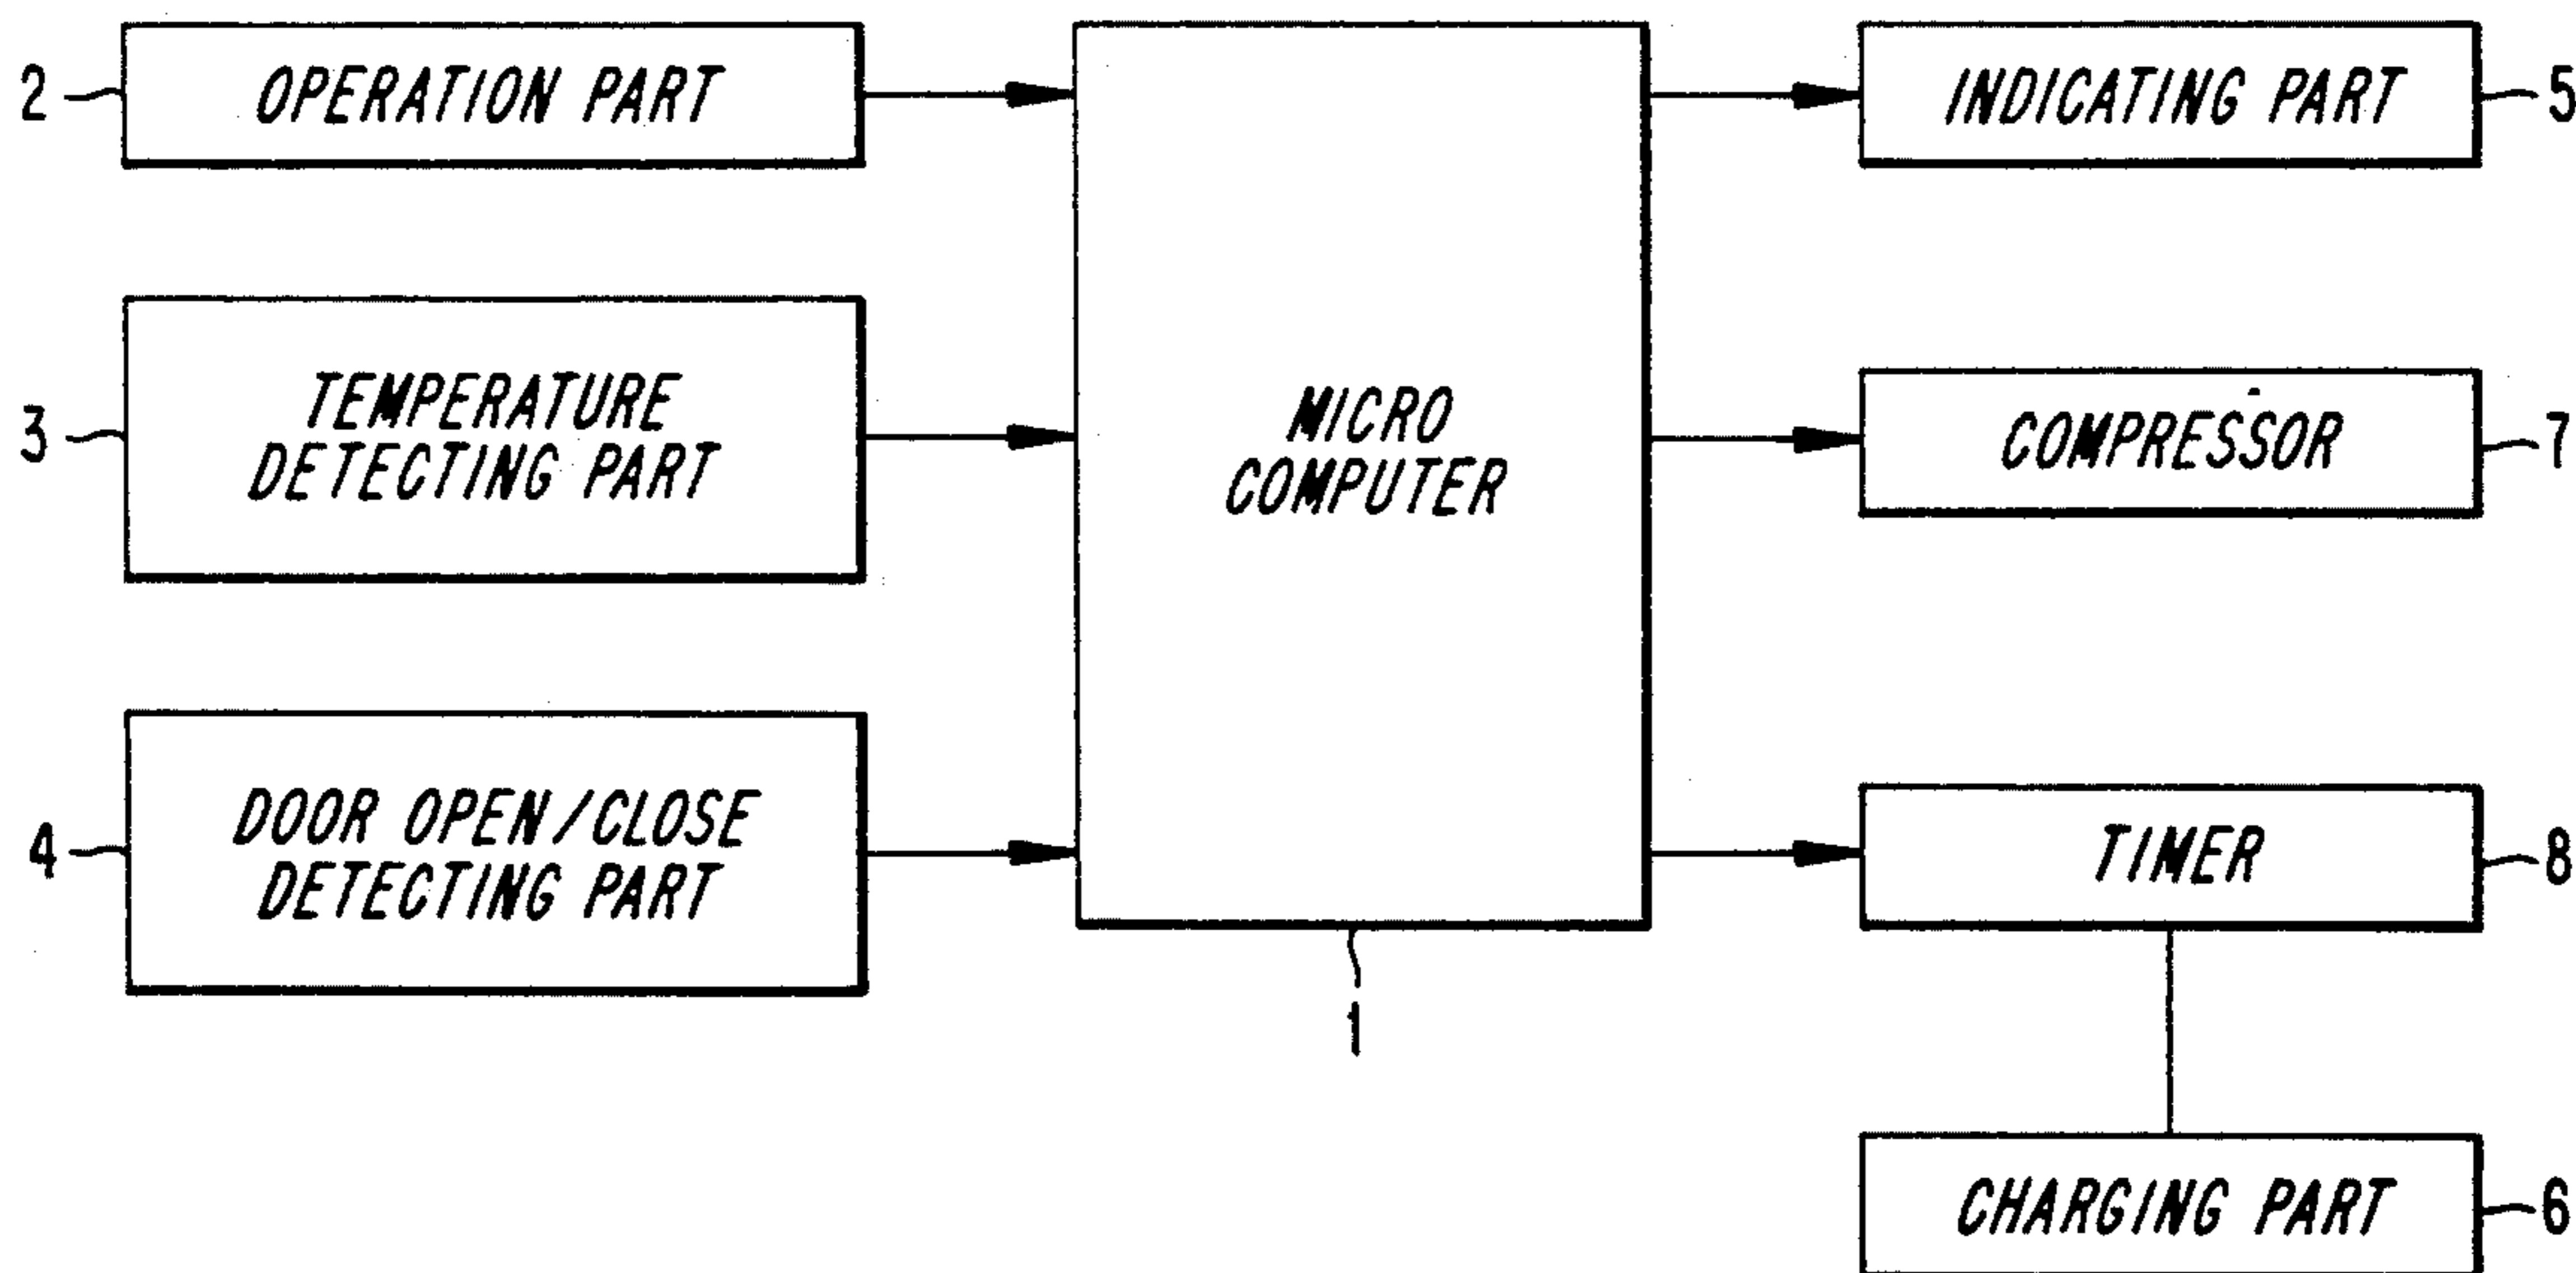 2
OPERATION PART
3
TEMPERATURE
DETECTING PART
4
DOOR OPEN/CLOSE
DETECTING PART
MICRO
COMPUTER
1
INDICATING PART
5
COMPRESSOR
7
TIMER
8
CHARGING PART
6